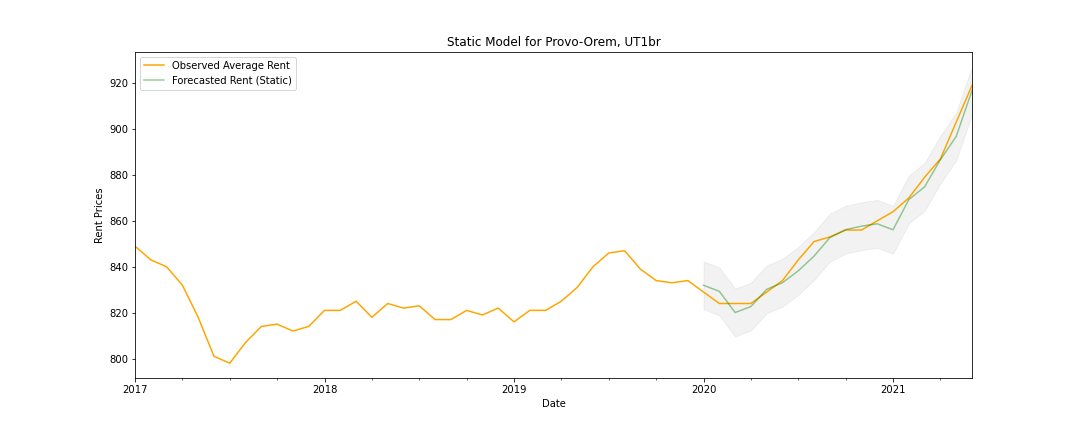 Static Model for Provo-Orem, UT1br
Observed Average Rent
Forecasted Rent (Static)
Rent Prices
920
900
880
860
840
820
800
2017
2018
2019
2020
2021
Date